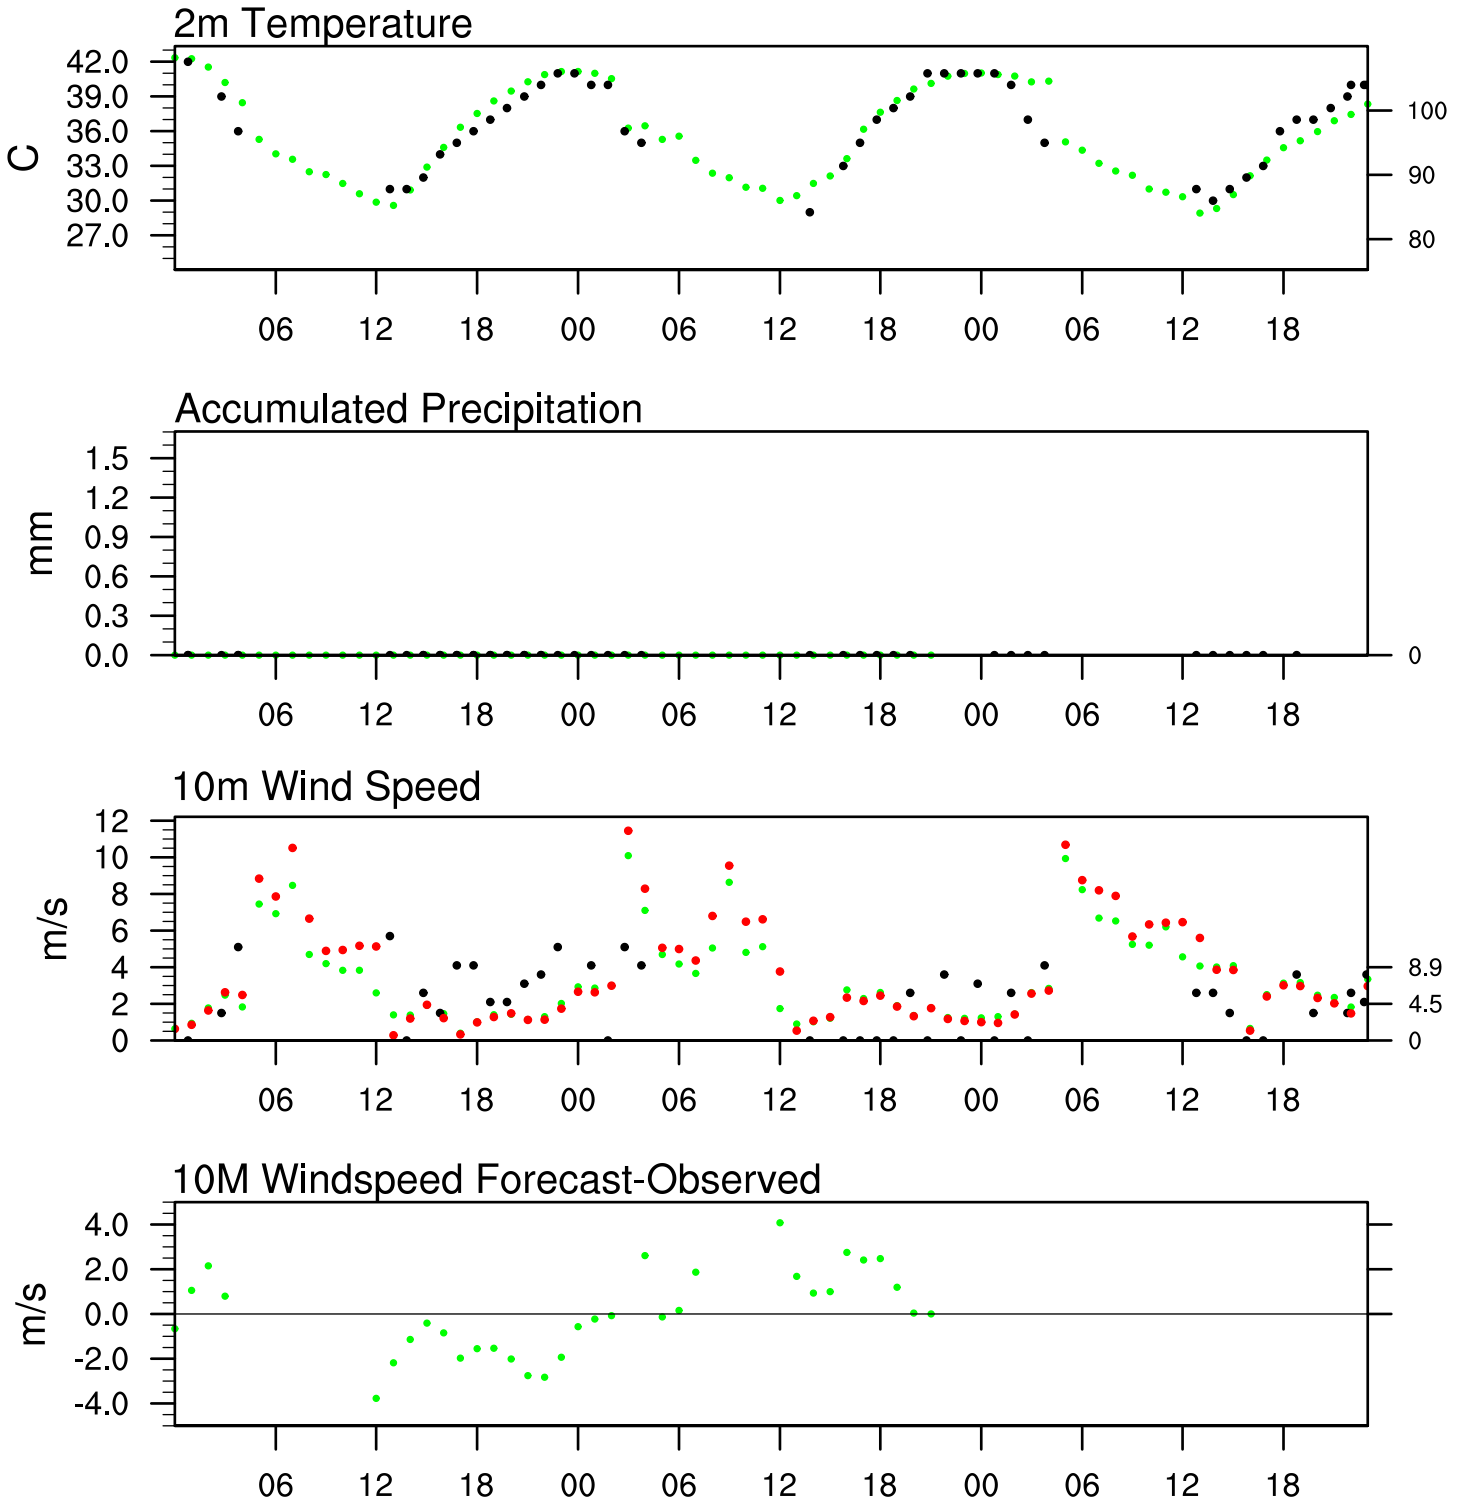 2m Temperature
C
42.0
39.0
36.0
33.0
30.0
27.0
100
90
80
06 12 18 00 06 12 18 00 06 12 18
Accumulated Precipitation
mm
1.5
1.2
0.9
0.6
0.3
0.0
0
06 12 18 00 06 12 18 00 06 12 18
10m Wind Speed
m/s
12
10
8
6
4
2
0
8.9
4.5
0
06 12 18 00 06 12 18 00 06 12 18
10M Windspeed Forecast-Observed
m/s
4.0
2.0
0.0
-2.0
-4.0
06 12 18 00 06 12 18 00 06 12 18